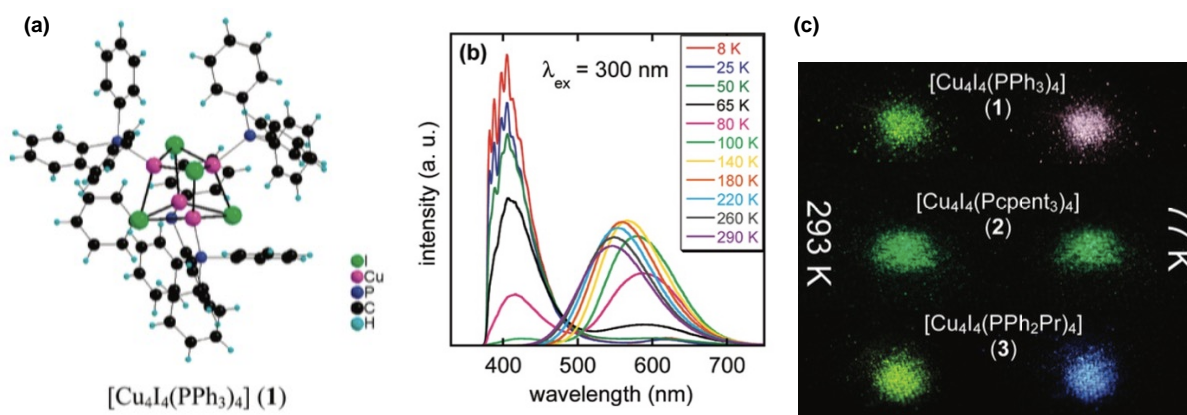 (a)
I
Cu
P
C
H
[Cu₄I₄(PPh₃)₄] (1)
(b)
λex = 300 nm
8 K
25 K
50 K
65 K
80 K
100 K
140 K
180 K
220 K
260 K
290 K
intensity (a. u.)
400 500 600 700
wavelength (nm)
(c)
[Cu₄I₄(PPh₃)₄]
(1)
293 K
[Cu₄I₄(Pcpent₃)₄]
(2)
77 K
[Cu₄I₄(PPh₂Pr)₄]
(3)